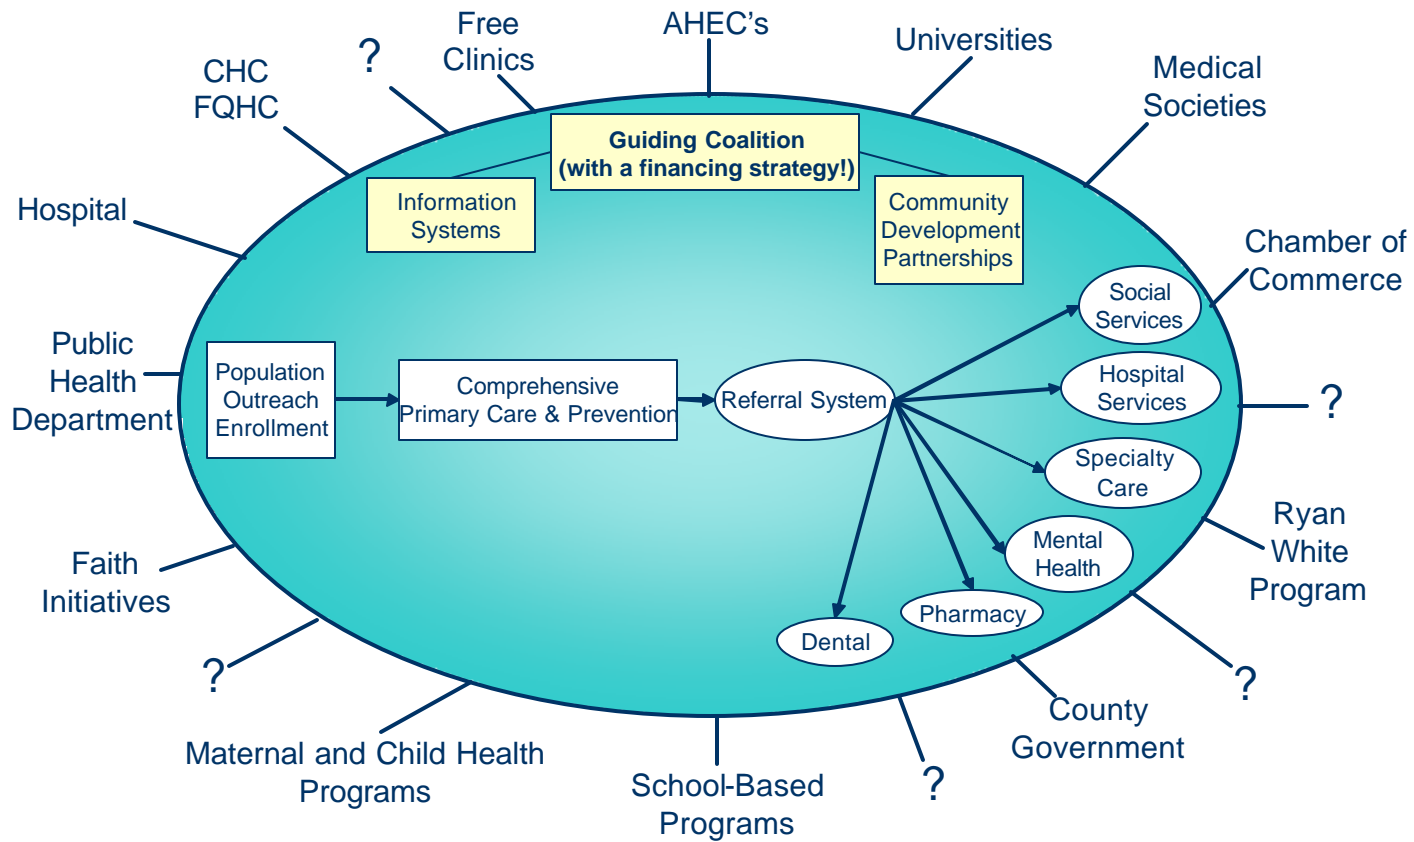 Free
Clinics
AHEC's
Universities
?
CHC
FQHC
Medical
Societies
Guiding Coalition
(with a financing strategy!)
Information
Systems
Community
Development
Partnerships
Hospital
Chamber of
Commerce
Social
Services
Public
Health
Department
Population
Outreach
Enrollment
Comprehensive
Primary Care & Prevention
Referral System
Hospital
Services
?
Specialty
Care
Ryan
White
Program
Mental
Health
Faith
Initiatives
Pharmacy
Dental
?
?
County
Government
Maternal and Child Health
Programs
School-Based
Programs
?